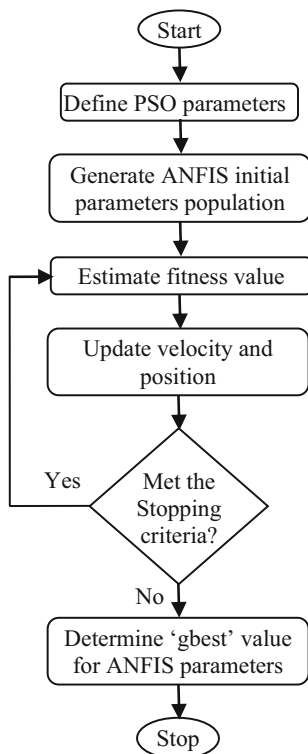 Start
Define PSO parameters
Generate ANFIS initial
parameters population
Estimate fitness value
Update velocity and
position
Yes
Met the
Stopping
criteria?
No
Determine ‘gbest’ value
for ANFIS parameters
Stop